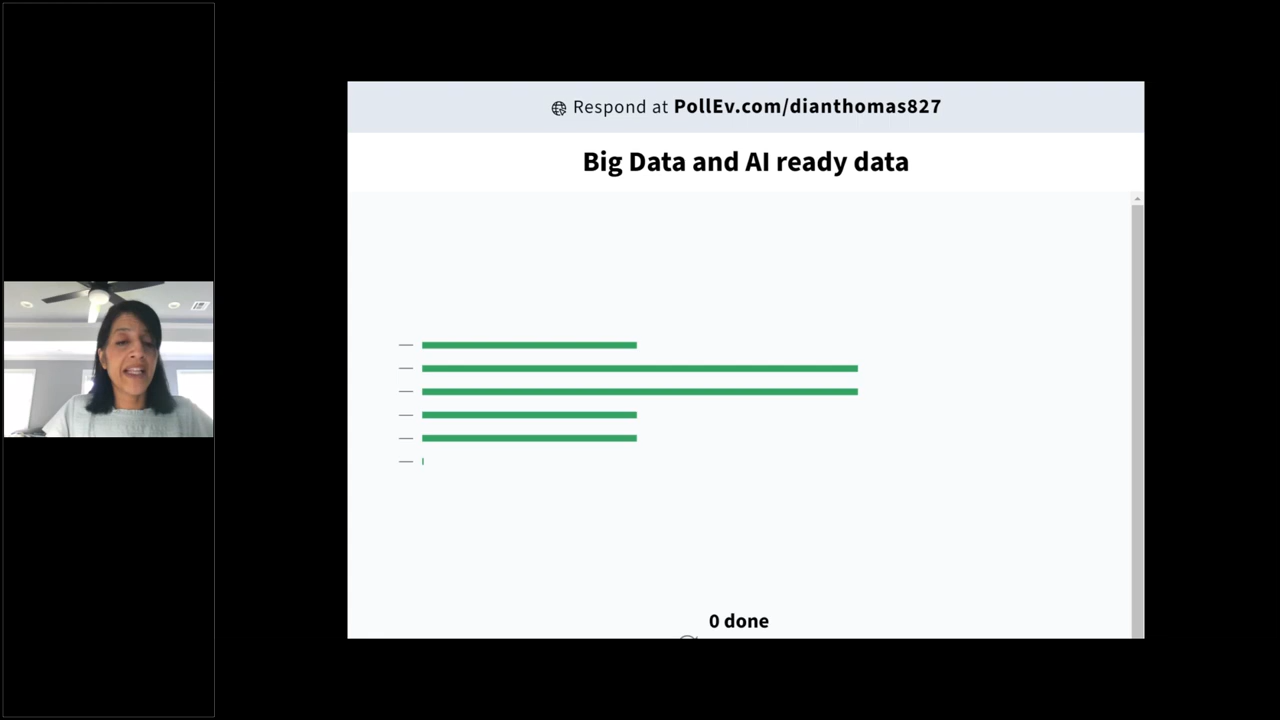 Respond at PollEv.com/dianthomas827
Big Data and AI ready data
0 done